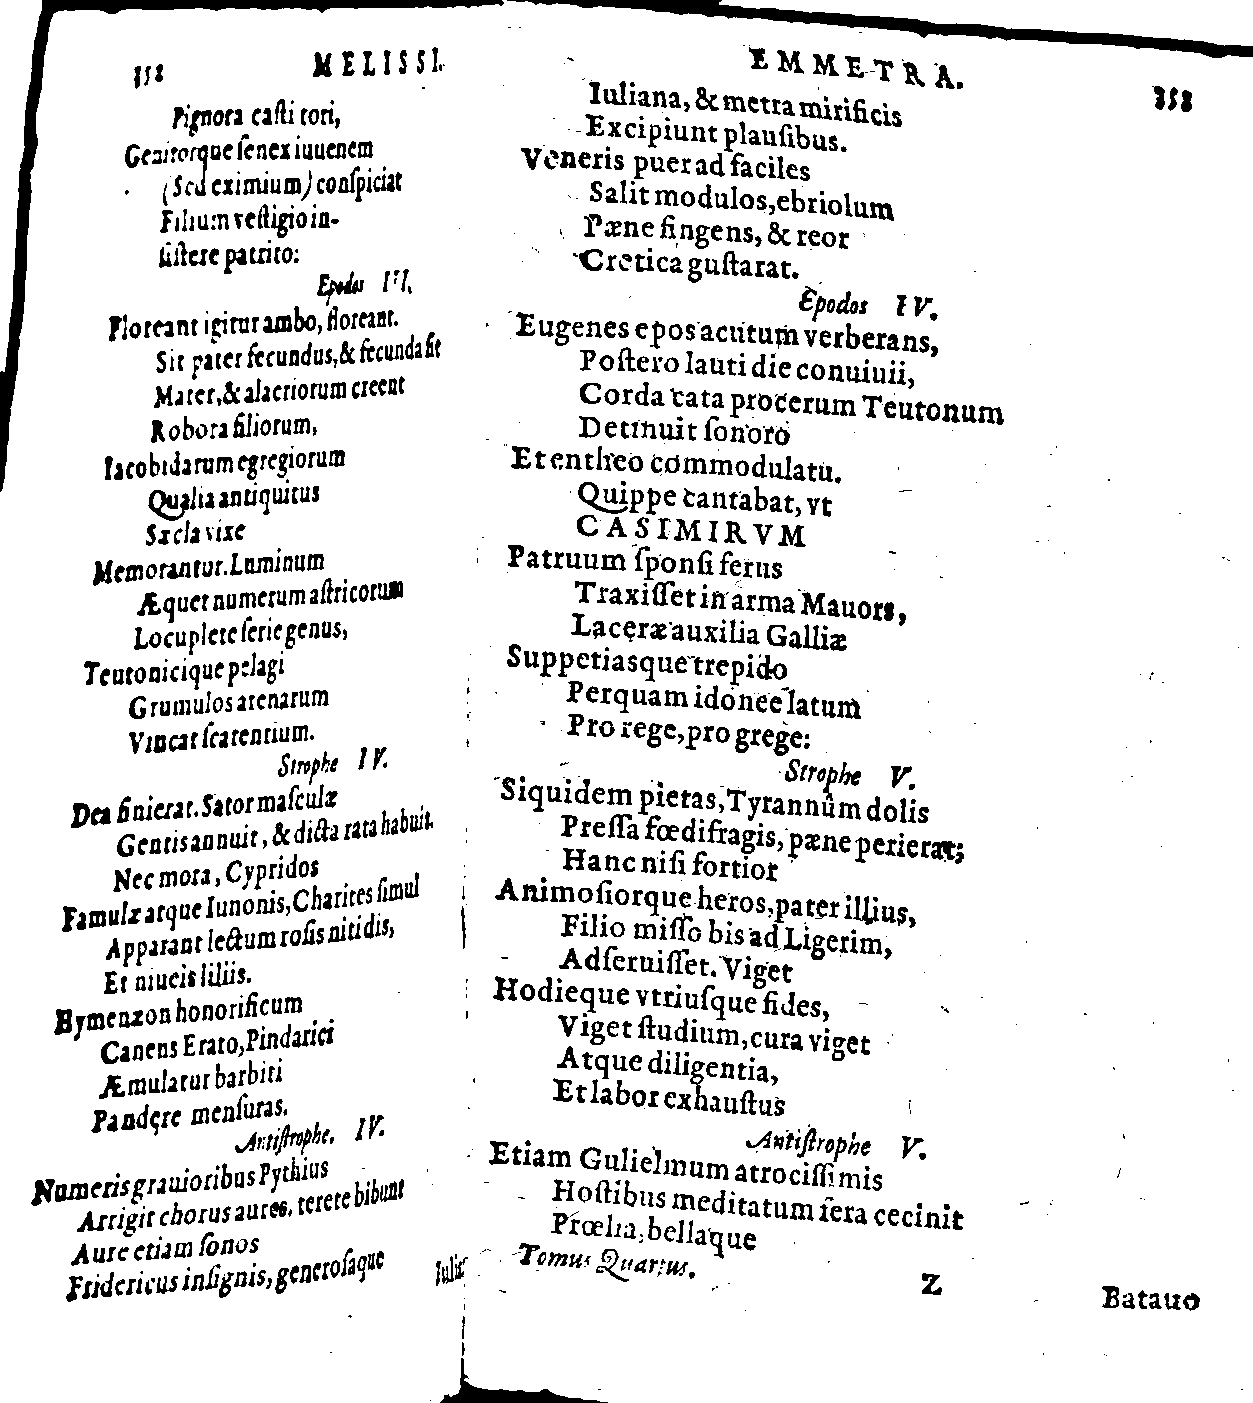 358 MELISSI.
Pignora casti tori,
Genitorque ſenex iuuenem
(Sed eximium) conſpiciat
Filium veſtigio in-
ſiſtere patrito:
Epodos III.
Floreant igitur ambo, floreant.
Sit pater fecundus, & fecunda ſit
Mater, & alacriorum creent
Robora filiorum,
Iacobidarum egregiorum
Qualia antiquitus
Sæcla vixe
Memorantur. Luminum
Æquet numerum aſtricorum
Locuplete ſerie genus,
Teutonicique pelagi
Grumulos arenarum
Vincat ſcatentium.
Strophe IV.
Dea finierat. Sator maſculæ
Gentis annuit, & dicta rata habuit.
Nec mora, Cypridos
Famulæ atque Iunonis, Charites ſimul
Apparant lectum roſis nitidis,
Et niueis liliis.
Hymenæon honorificum
Canens Erato, Pindarici
Æmulatur barbiti
Pandere menſuras.
Antiſtrophe. IV.
Numeris grauioribus Pythius
Arrigit chorus aures, terete bibunt
Aure etiam ſonos
Fridericus inſignis, generoſaque
Iulia-
EMMETRA. 358
Iuliana, & metra mirificis
Excipiunt plauſibus.
Veneris puer ad faciles
Salit modulos, ebriolum
Pæne fingens, & reor
Cretica guſtarat.
Epodos IV.
Eugenes epos acutum verberans,
Poſtero lauti die conuiuii,
Corda tata procerum Teutonum
Detinuit ſonoro
Et entheo commodulatu.
Quippe cantabat, vt
CASIMIRVM
Patruum ſponſi ferus
Traxiſſet in arma Mauors,
Laceræ auxilia Galliæ
Suppetiasque trepido
Perquam idonee latum
Pro rege, pro grege:
Strophe V.
Siquidem pietas, Tyrannûm dolis
Preſſa fœdifragis, pæne perierat;
Hanc niſi fortior
Animoſiorque heros, pater illius,
Filio miſſo bis ad Ligerim,
Adſeruiſſet. Viget
Hodieque vtriuſque fides,
Viget ſtudium, cura viget
Atque diligentia,
Et labor exhauſtus
Antiſtrophe V.
Etiam Gulielmum atrociſſimis
Hoſtibus meditatum fera cecinit
Prœlia, bellaque
Tomus Quartus. Z Batauo